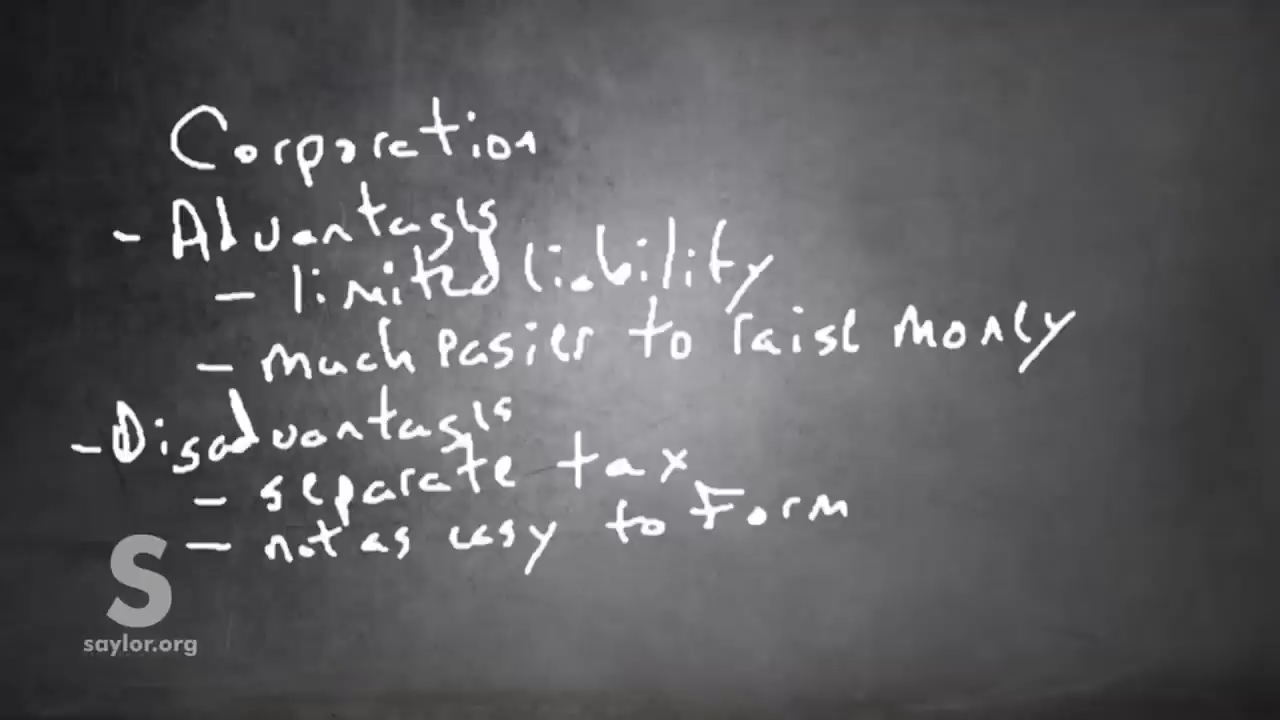 Corporation
- Advantages
- limited liability
- much easier to raise money
- Disadvantages
- separate tax
- not as easy to Form
S
saylor.org